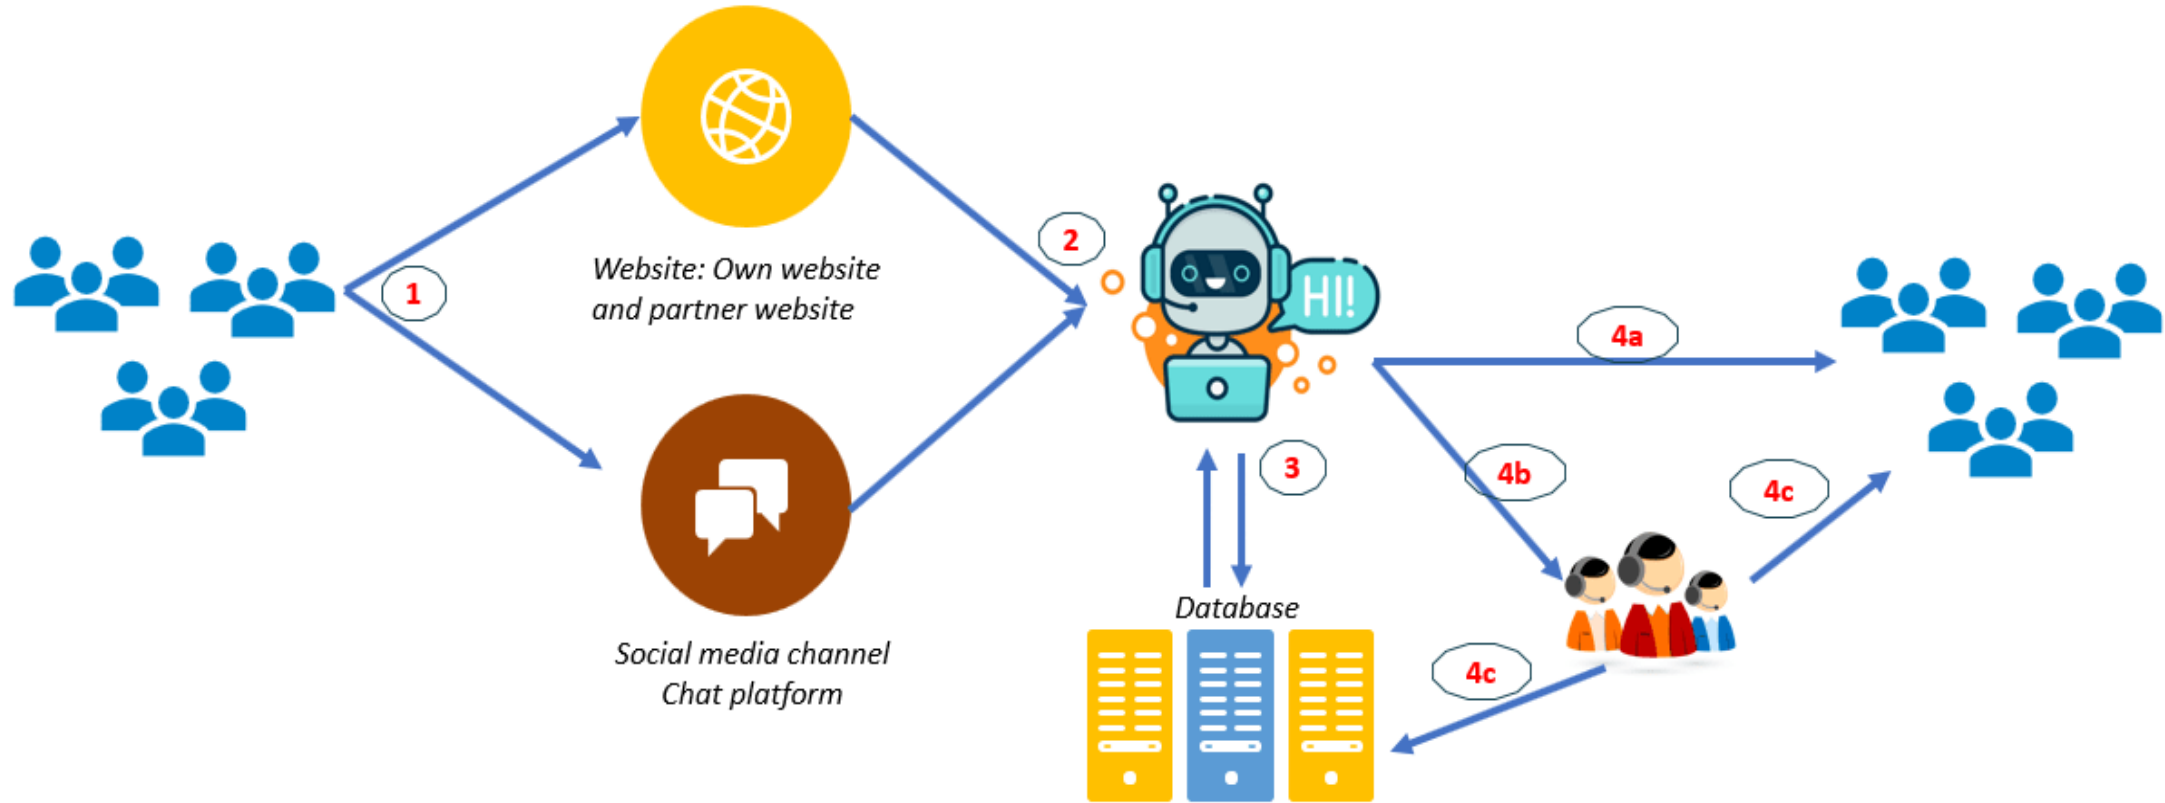 1
Website: Own website
and partner website
Social media channel
Chat platform
2
HI!
3
Database
4a
4b
4c
4c